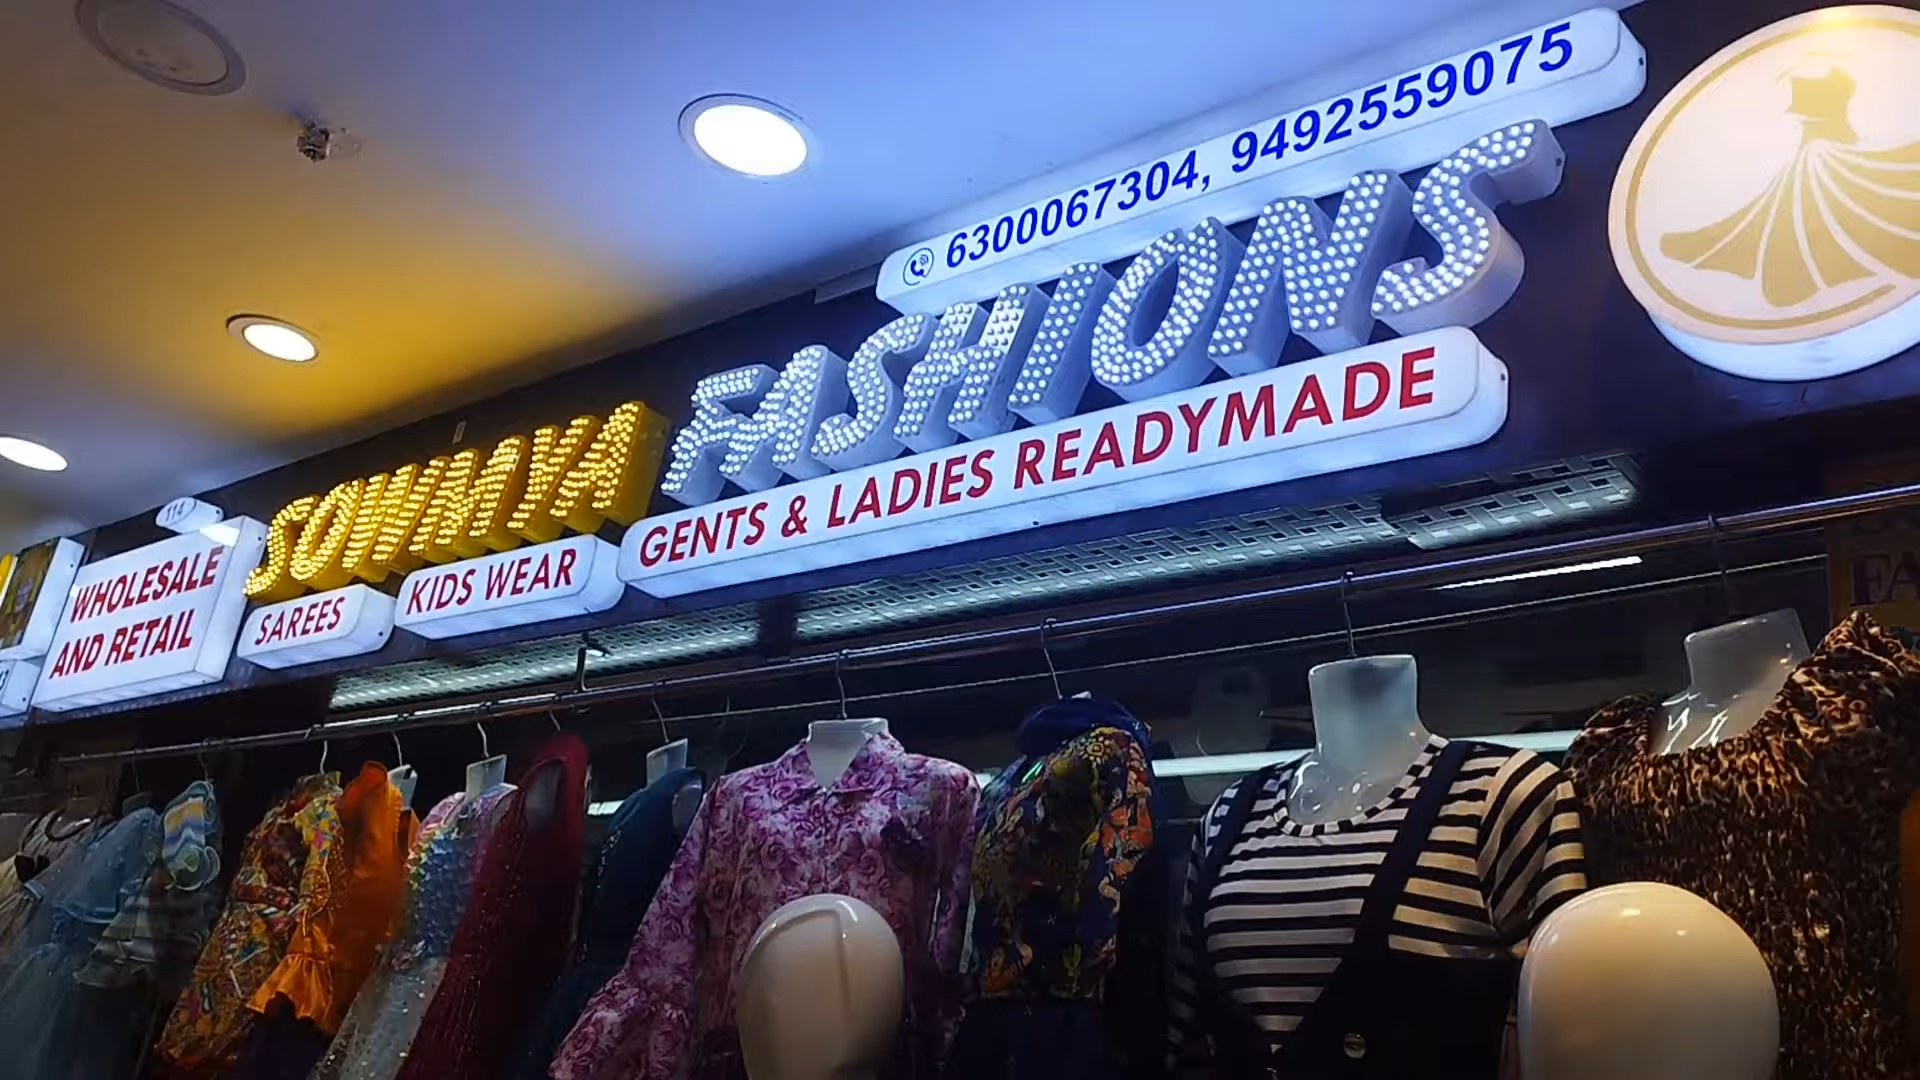 6300067304, 9492559075
SOWMYA FASHIONS
114
WHOLESALE
AND RETAIL
SAREES
KIDS WEAR
GENTS & LADIES READYMADE